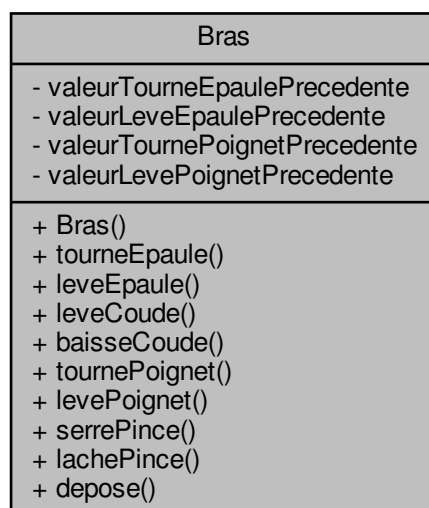 Bras
- valeurTourneEpaulePrecedente
- valeurLeveEpaulePrecedente
- valeurTournePoignetPrecedente
- valeurLevePoignetPrecedente
+ Bras()
+ tourneEpaule()
+ leveEpaule()
+ leveCoude()
+ baisseCoude()
+ tournePoignet()
+ levePoignet()
+ serrePince()
+ lachePince()
+ depose()